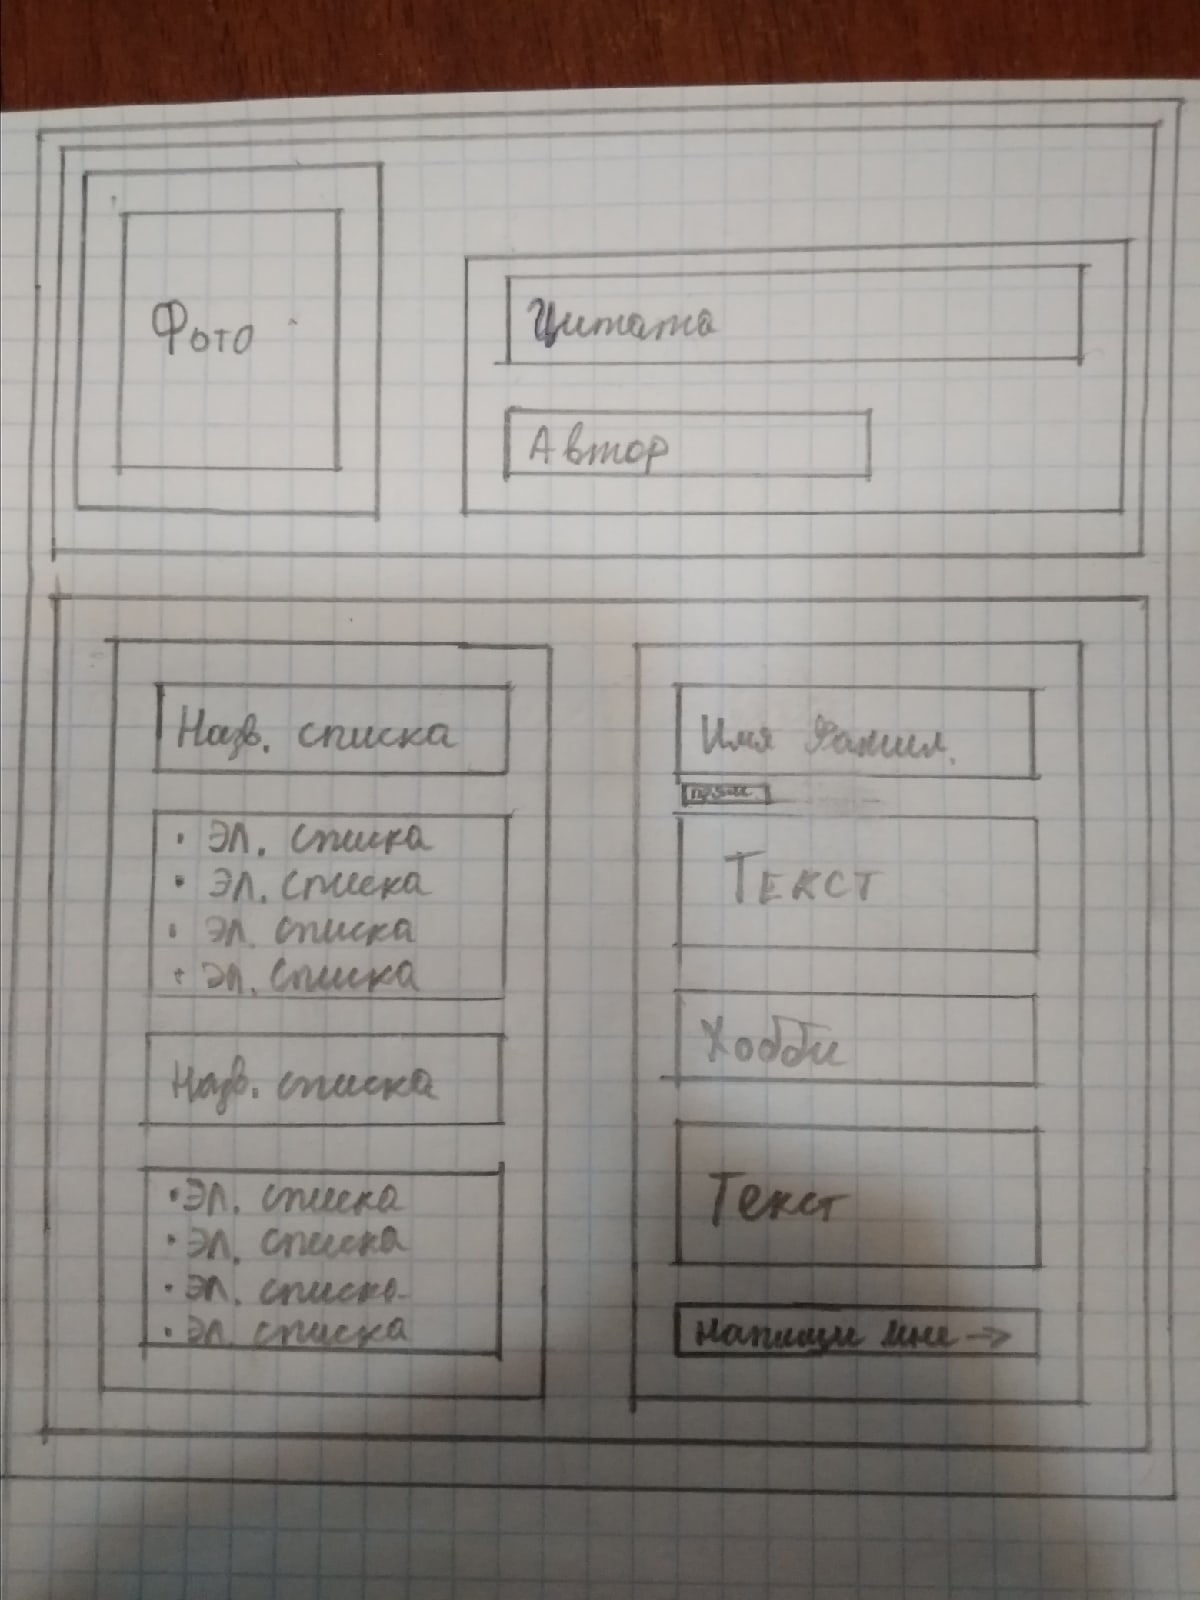 Фото
Цитата
Автор
Назв. списка
• Эл. списка
• Эл. списка
• Эл. списка
• Эл. списка
Назв. списка
• Эл. списка
• Эл. списка
• Эл. списка
• Эл. списка
Имя Фамил.
Текст
Хобби
Текст
Напиши мне →